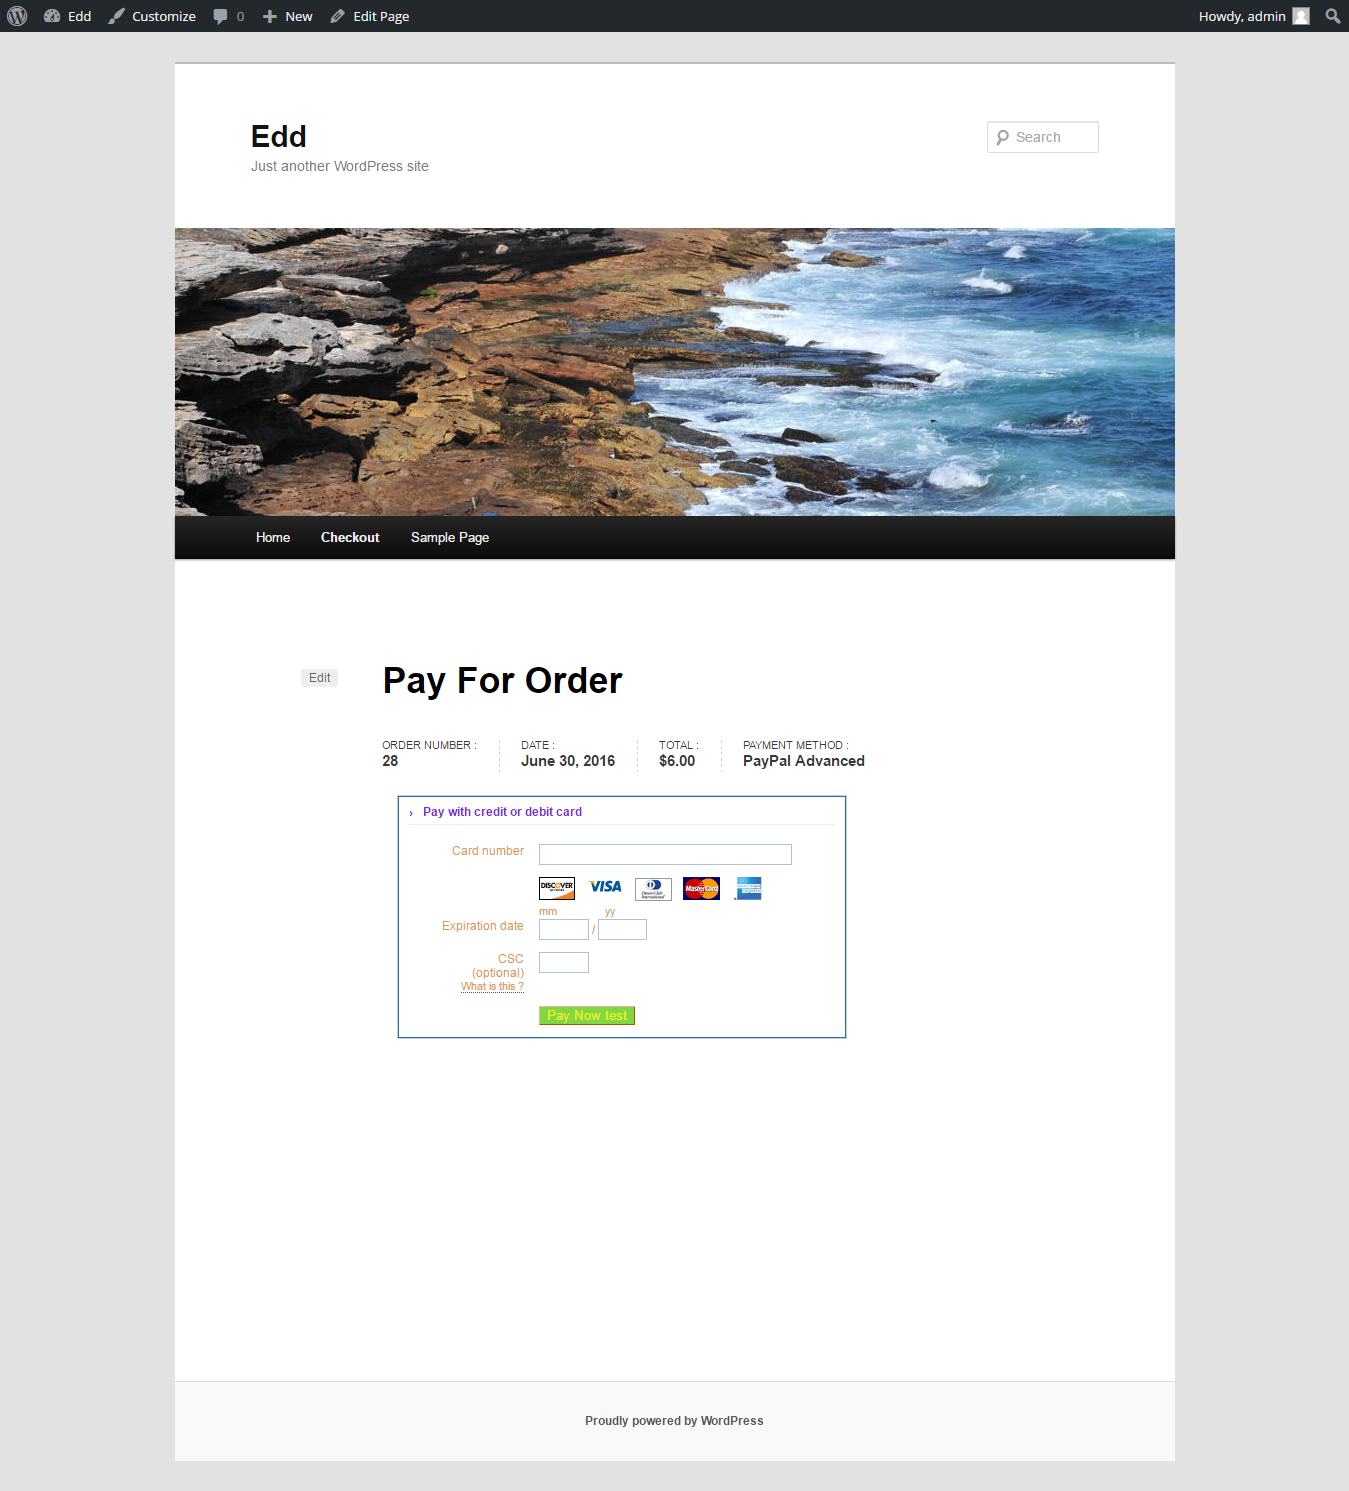 Edd
Customize
0
New
Edit Page
Howdy, admin
Edd
Just another WordPress site
Search
Home
Checkout
Sample Page
Edit
Pay For Order
ORDER NUMBER :
28
DATE :
June 30, 2016
TOTAL :
$6.00
PAYMENT METHOD :
PayPal Advanced
› Pay with credit or debit card
Card number
DISCOVER
VISA
Diners Club
International
MasterCard
mm yy
Expiration date /
CSC
(optional)
What is this ?
Pay Now test
Proudly powered by WordPress